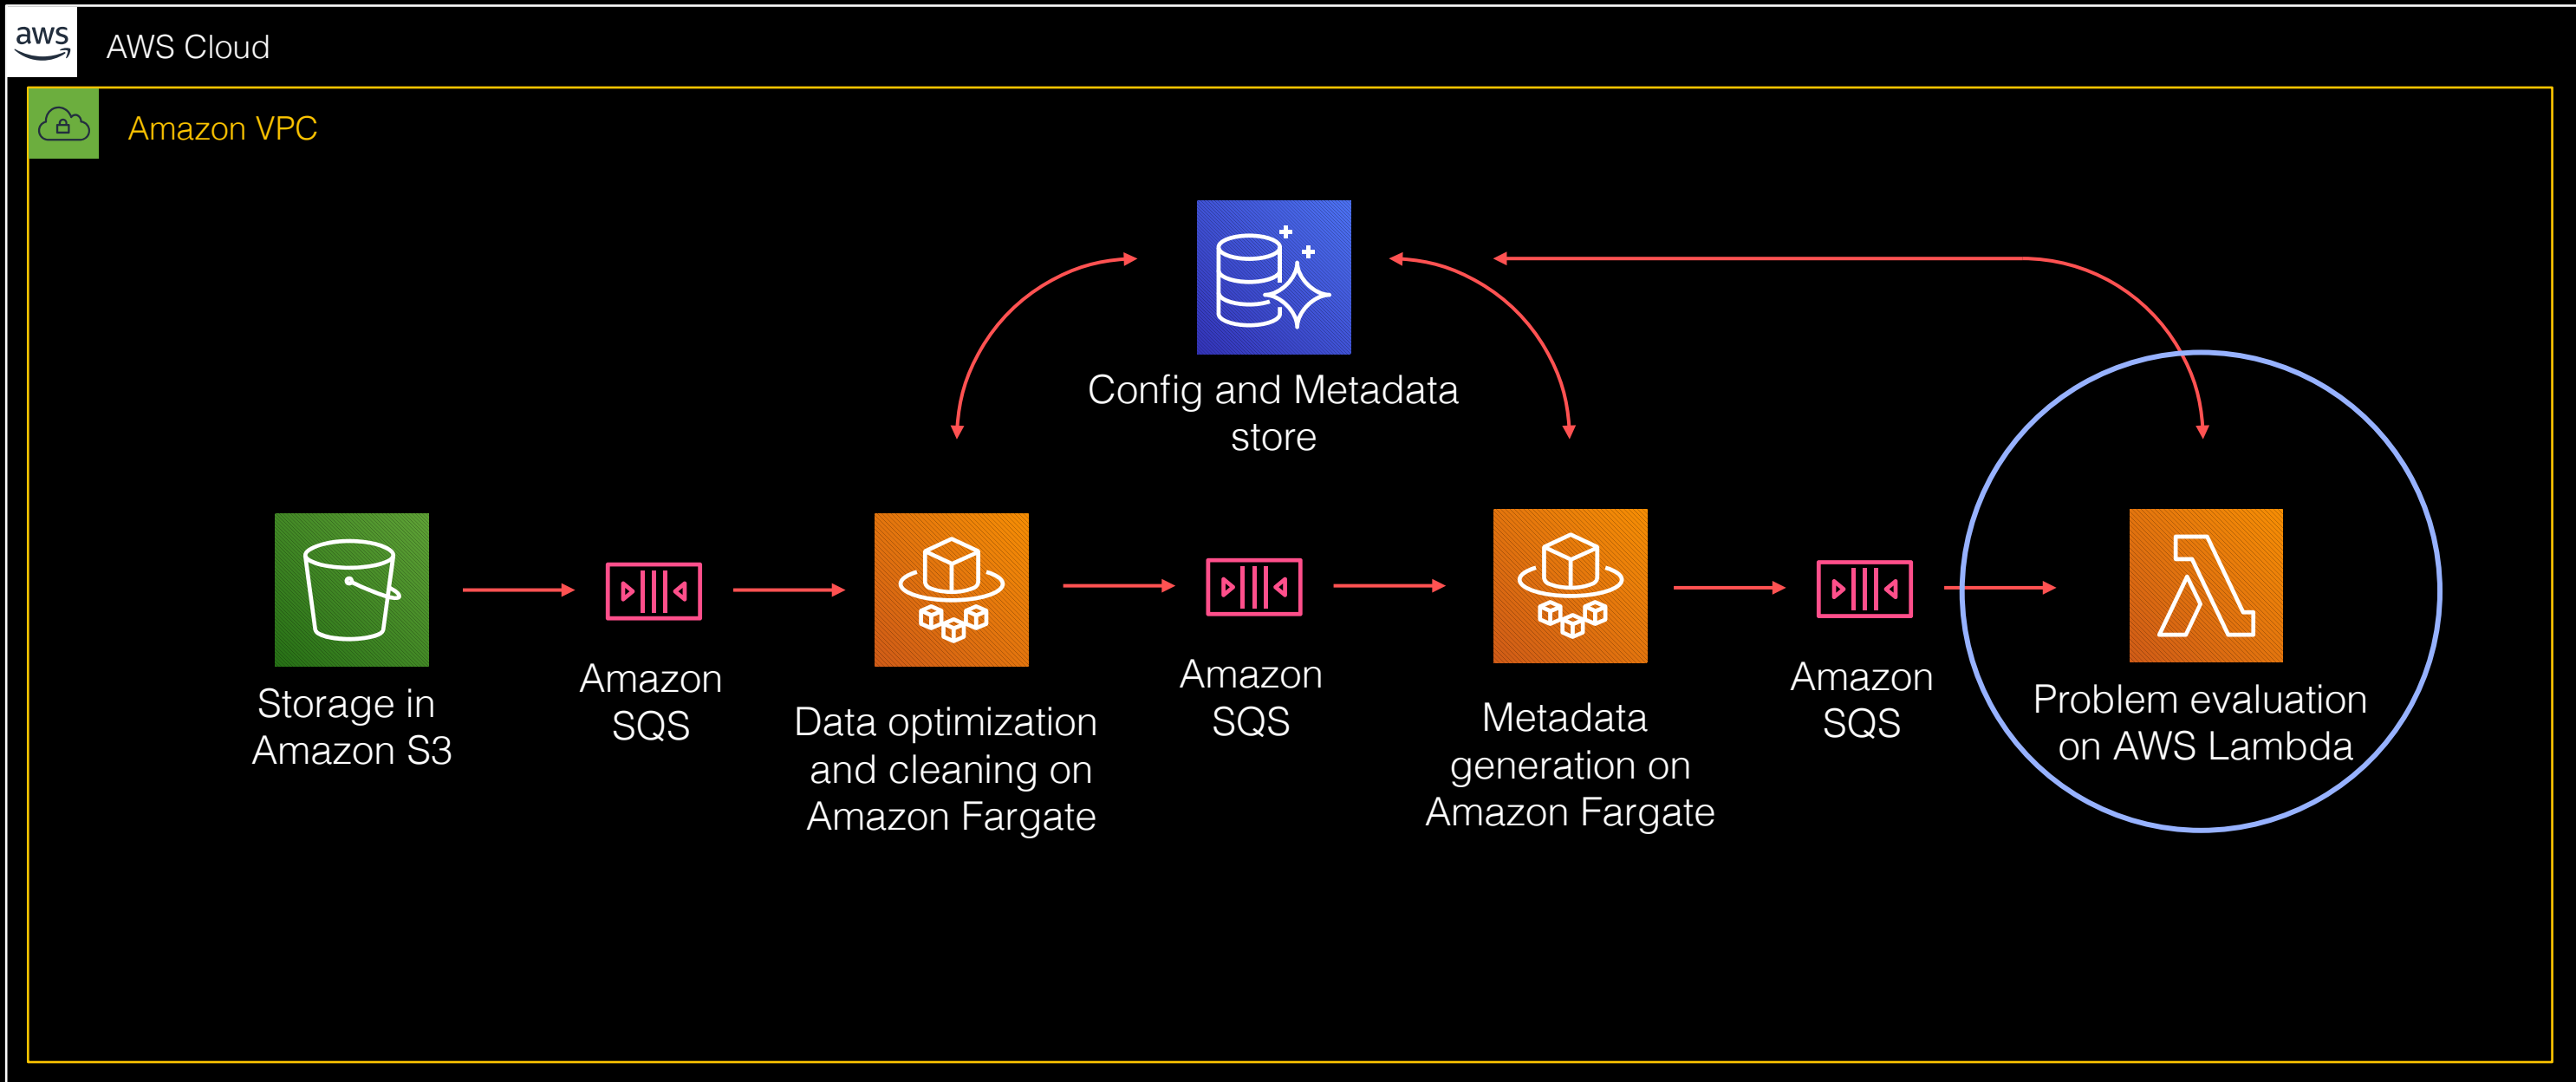 aws
AWS Cloud
Amazon VPC
Config and Metadata
store
Storage in
Amazon S3
Amazon
SQS
Data optimization
and cleaning on
Amazon Fargate
Amazon
SQS
Metadata
generation on
Amazon Fargate
Amazon
SQS
Problem evaluation
on AWS Lambda